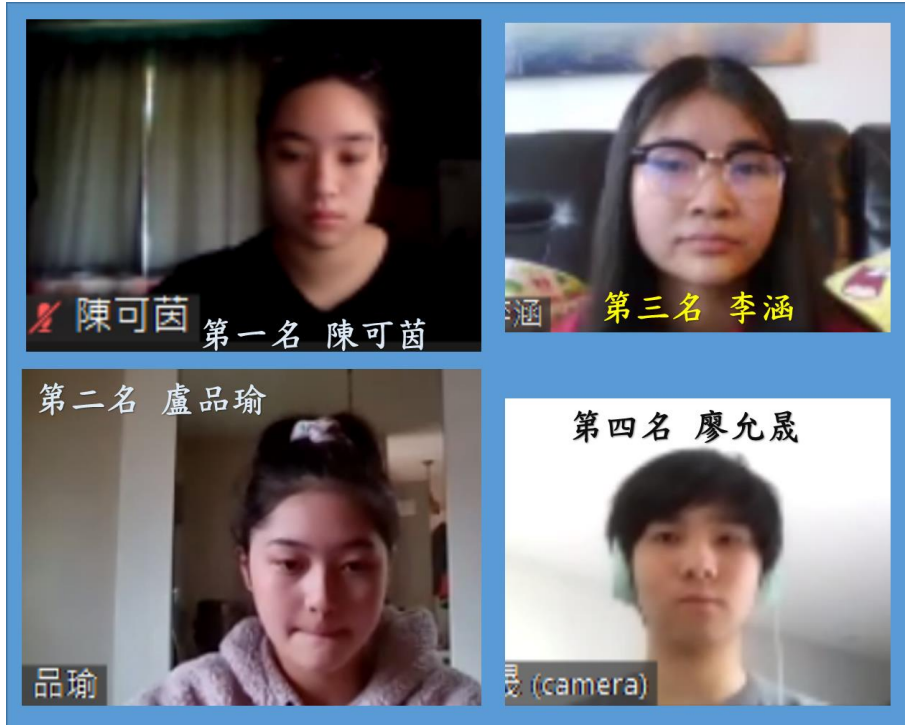 陳可茵
第一名 陳可茵
涵
第三名 李涵
第二名 盧品瑜
品瑜
第四名 廖允晟
晟 (camera)